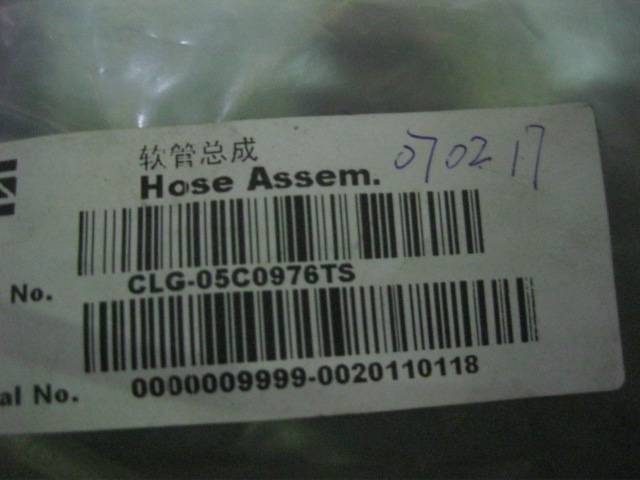 软管总成
Hose Assem.
070217
No.
CLG-05C0976TS
al No.
0000009999-0020110118